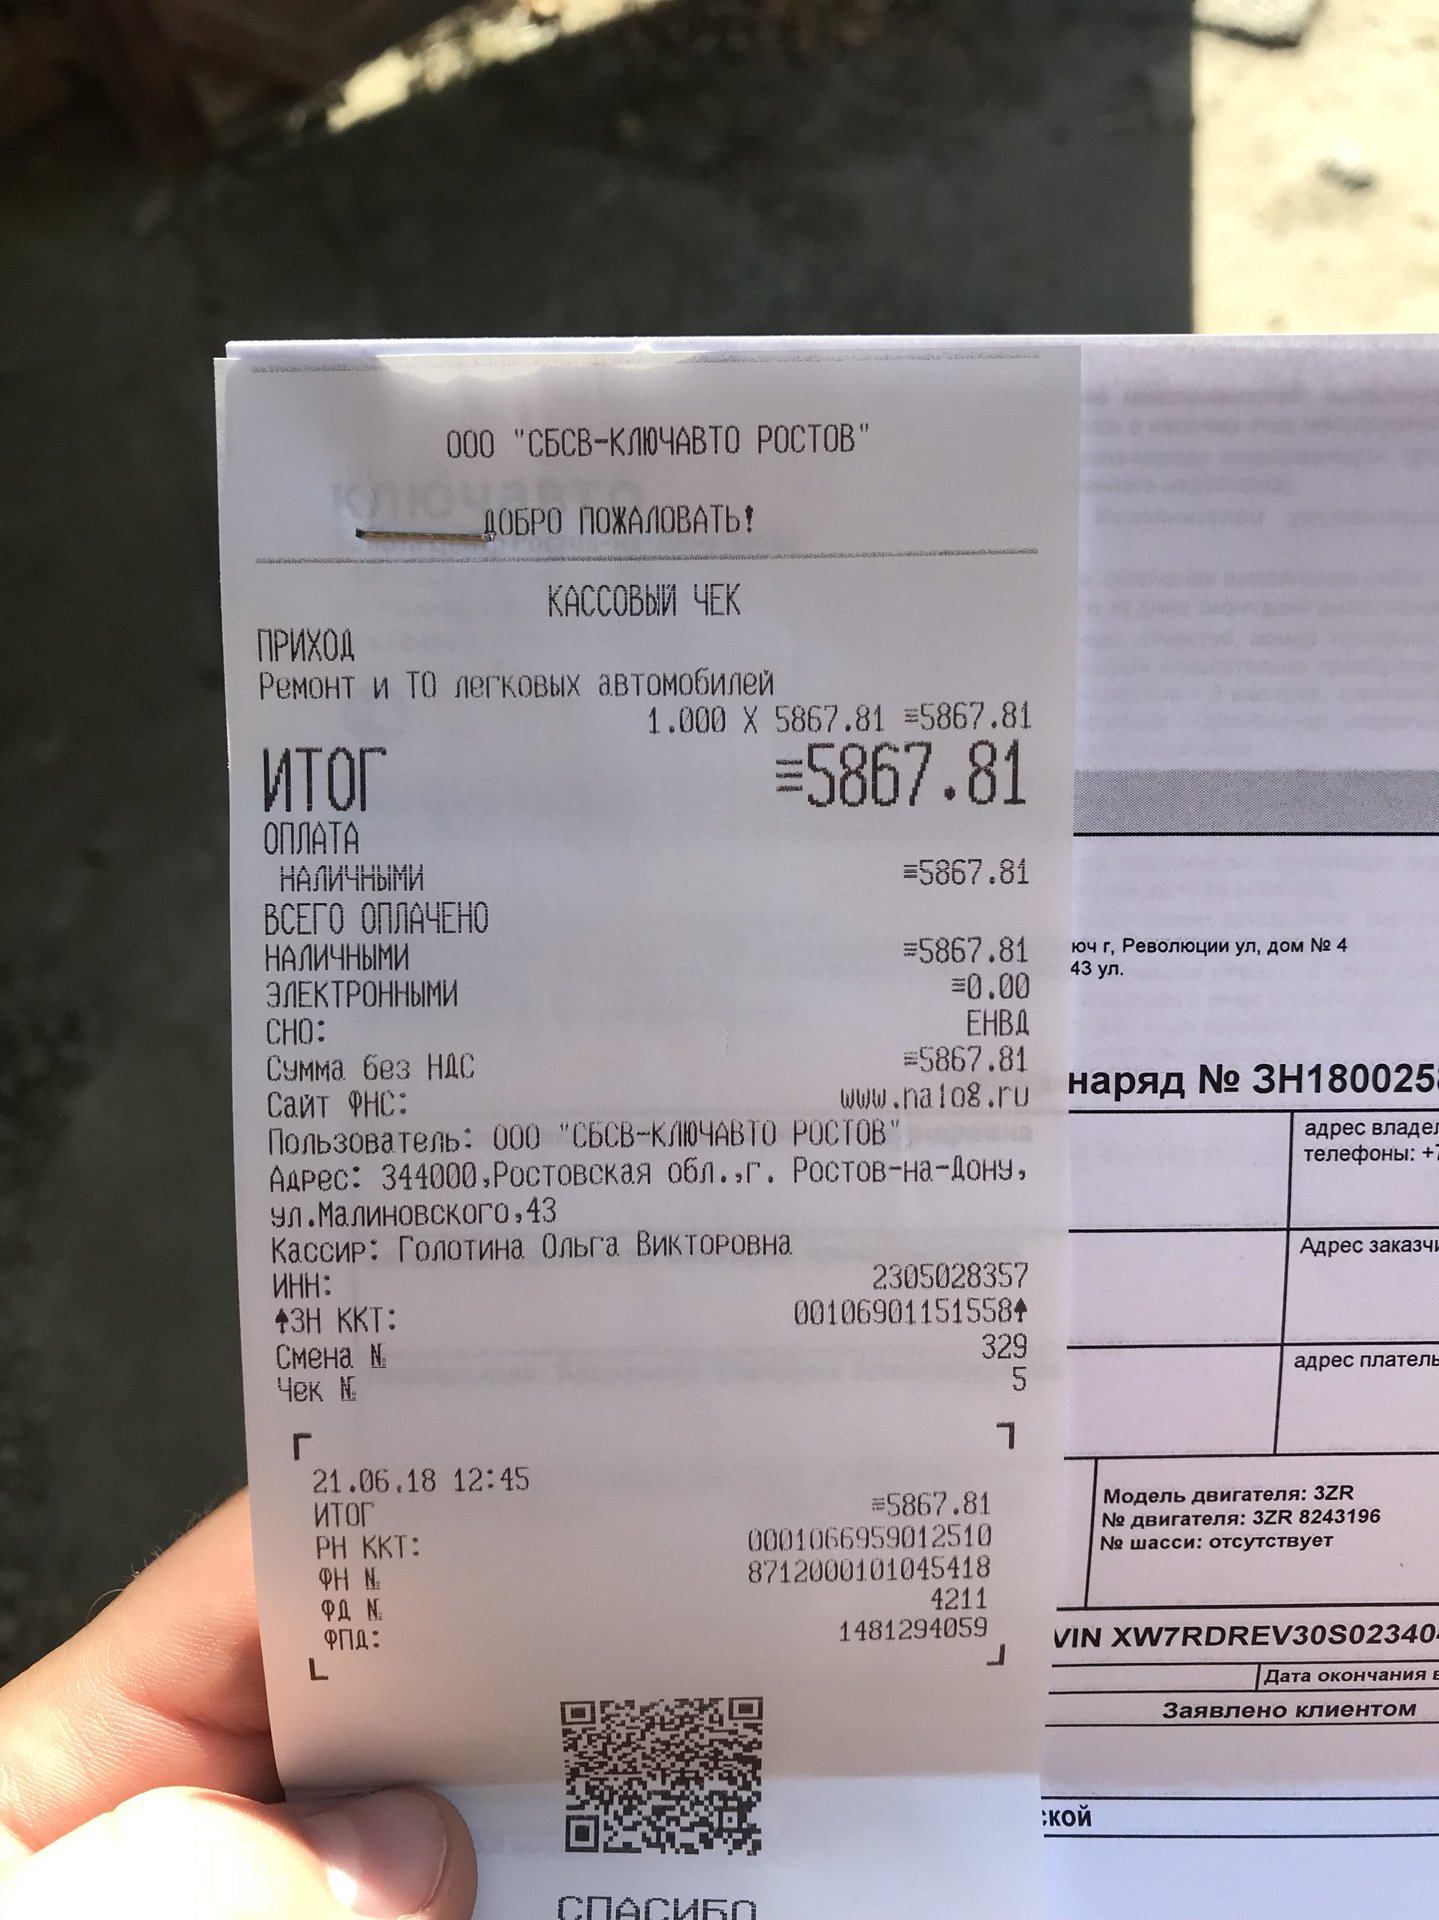 ООО "СБСВ-КЛЮЧАВТО РОСТОВ"
КЛЮЧАВТО
ДОБРО ПОЖАЛОВАТЬ!
КАССОВЫЙ ЧЕК
ПРИХОД
Ремонт и ТО легковых автомобилей
1.000 X 5867.81 ≡5867.81
ИТОГ ≡5867.81
ОПЛАТА
НАЛИЧНЫМИ ≡5867.81
ВСЕГО ОПЛАЧЕНО
НАЛИЧНЫМИ ≡5867.81
ЭЛЕКТРОННЫМИ ≡0.00
СНО: ЕНВД
Сумма без НДС ≡5867.81
Сайт ФНС: www.nalog.ru
Пользователь: ООО "СБСВ-КЛЮЧАВТО РОСТОВ"
Адрес: 344000,Ростовская обл.,г. Ростов-на-Дону,
ул.Малиновского,43
Кассир: Голотина Ольга Викторовна
ИНН: 2305028357
↑ЗН ККТ: 00106901151558↑
Смена № 329
Чек № 5
21.06.18 12:45
ИТОГ ≡5867.81
РН ККТ: 0001066959012510
ФН № 8712000101045418
ФД № 4211
ФПД: 1481294059
СПАСИБО
юч г, Революции ул, дом № 4
43 ул.
наряд № ЗН1800258
адрес владел
телефоны: +7
Адрес заказчи
адрес платель
Модель двигателя: 3ZR
№ двигателя: 3ZR 8243196
№ шасси: отсутствует
VIN XW7RDREV30S02340
Дата окончания в
Заявлено клиентом
ской